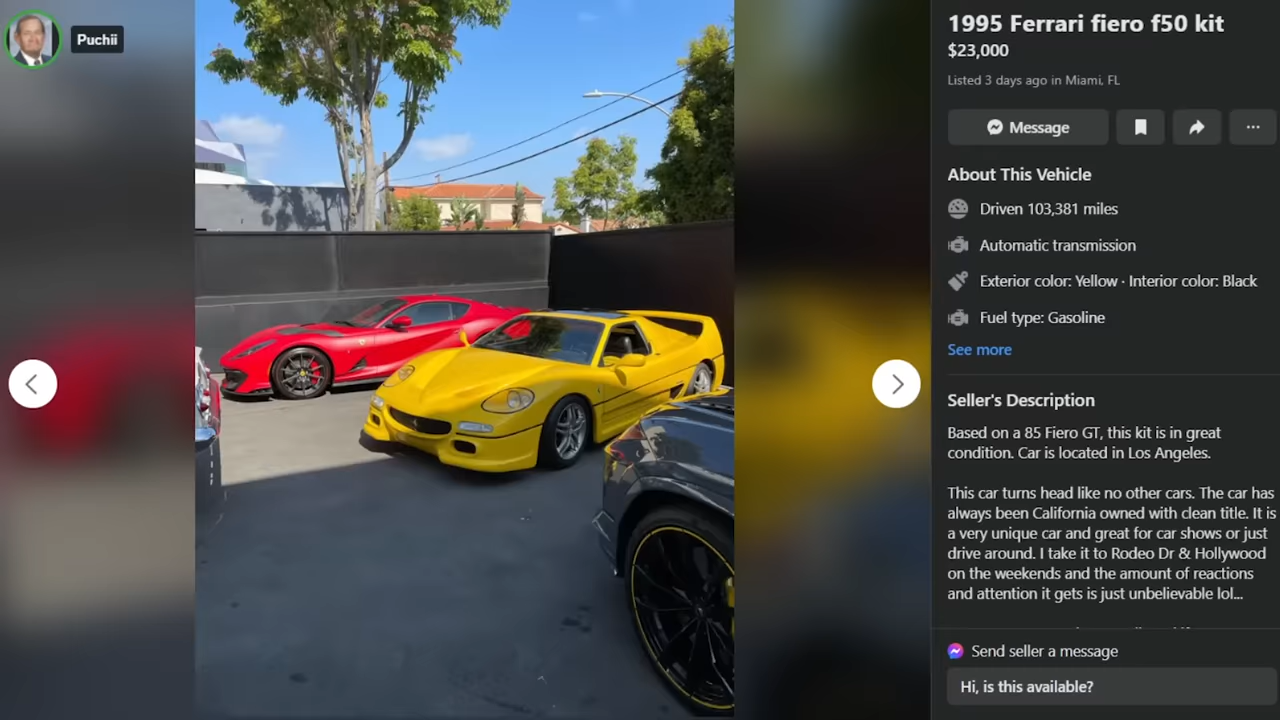 Puchii
1995 Ferrari fiero f50 kit
$23,000
Listed 3 days ago in Miami, FL
Message
About This Vehicle
Driven 103,381 miles
Automatic transmission
Exterior color: Yellow · Interior color: Black
Fuel type: Gasoline
See more
Seller's Description
Based on a 85 Fiero GT, this kit is in great
condition. Car is located in Los Angeles.
This car turns head like no other cars. The car has
always been California owned with clean title. It is
a very unique car and great for car shows or just
drive around. I take it to Rodeo Dr & Hollywood
on the weekends and the amount of reactions
and attention it gets is just unbelievable lol...
Send seller a message
Hi, is this available?